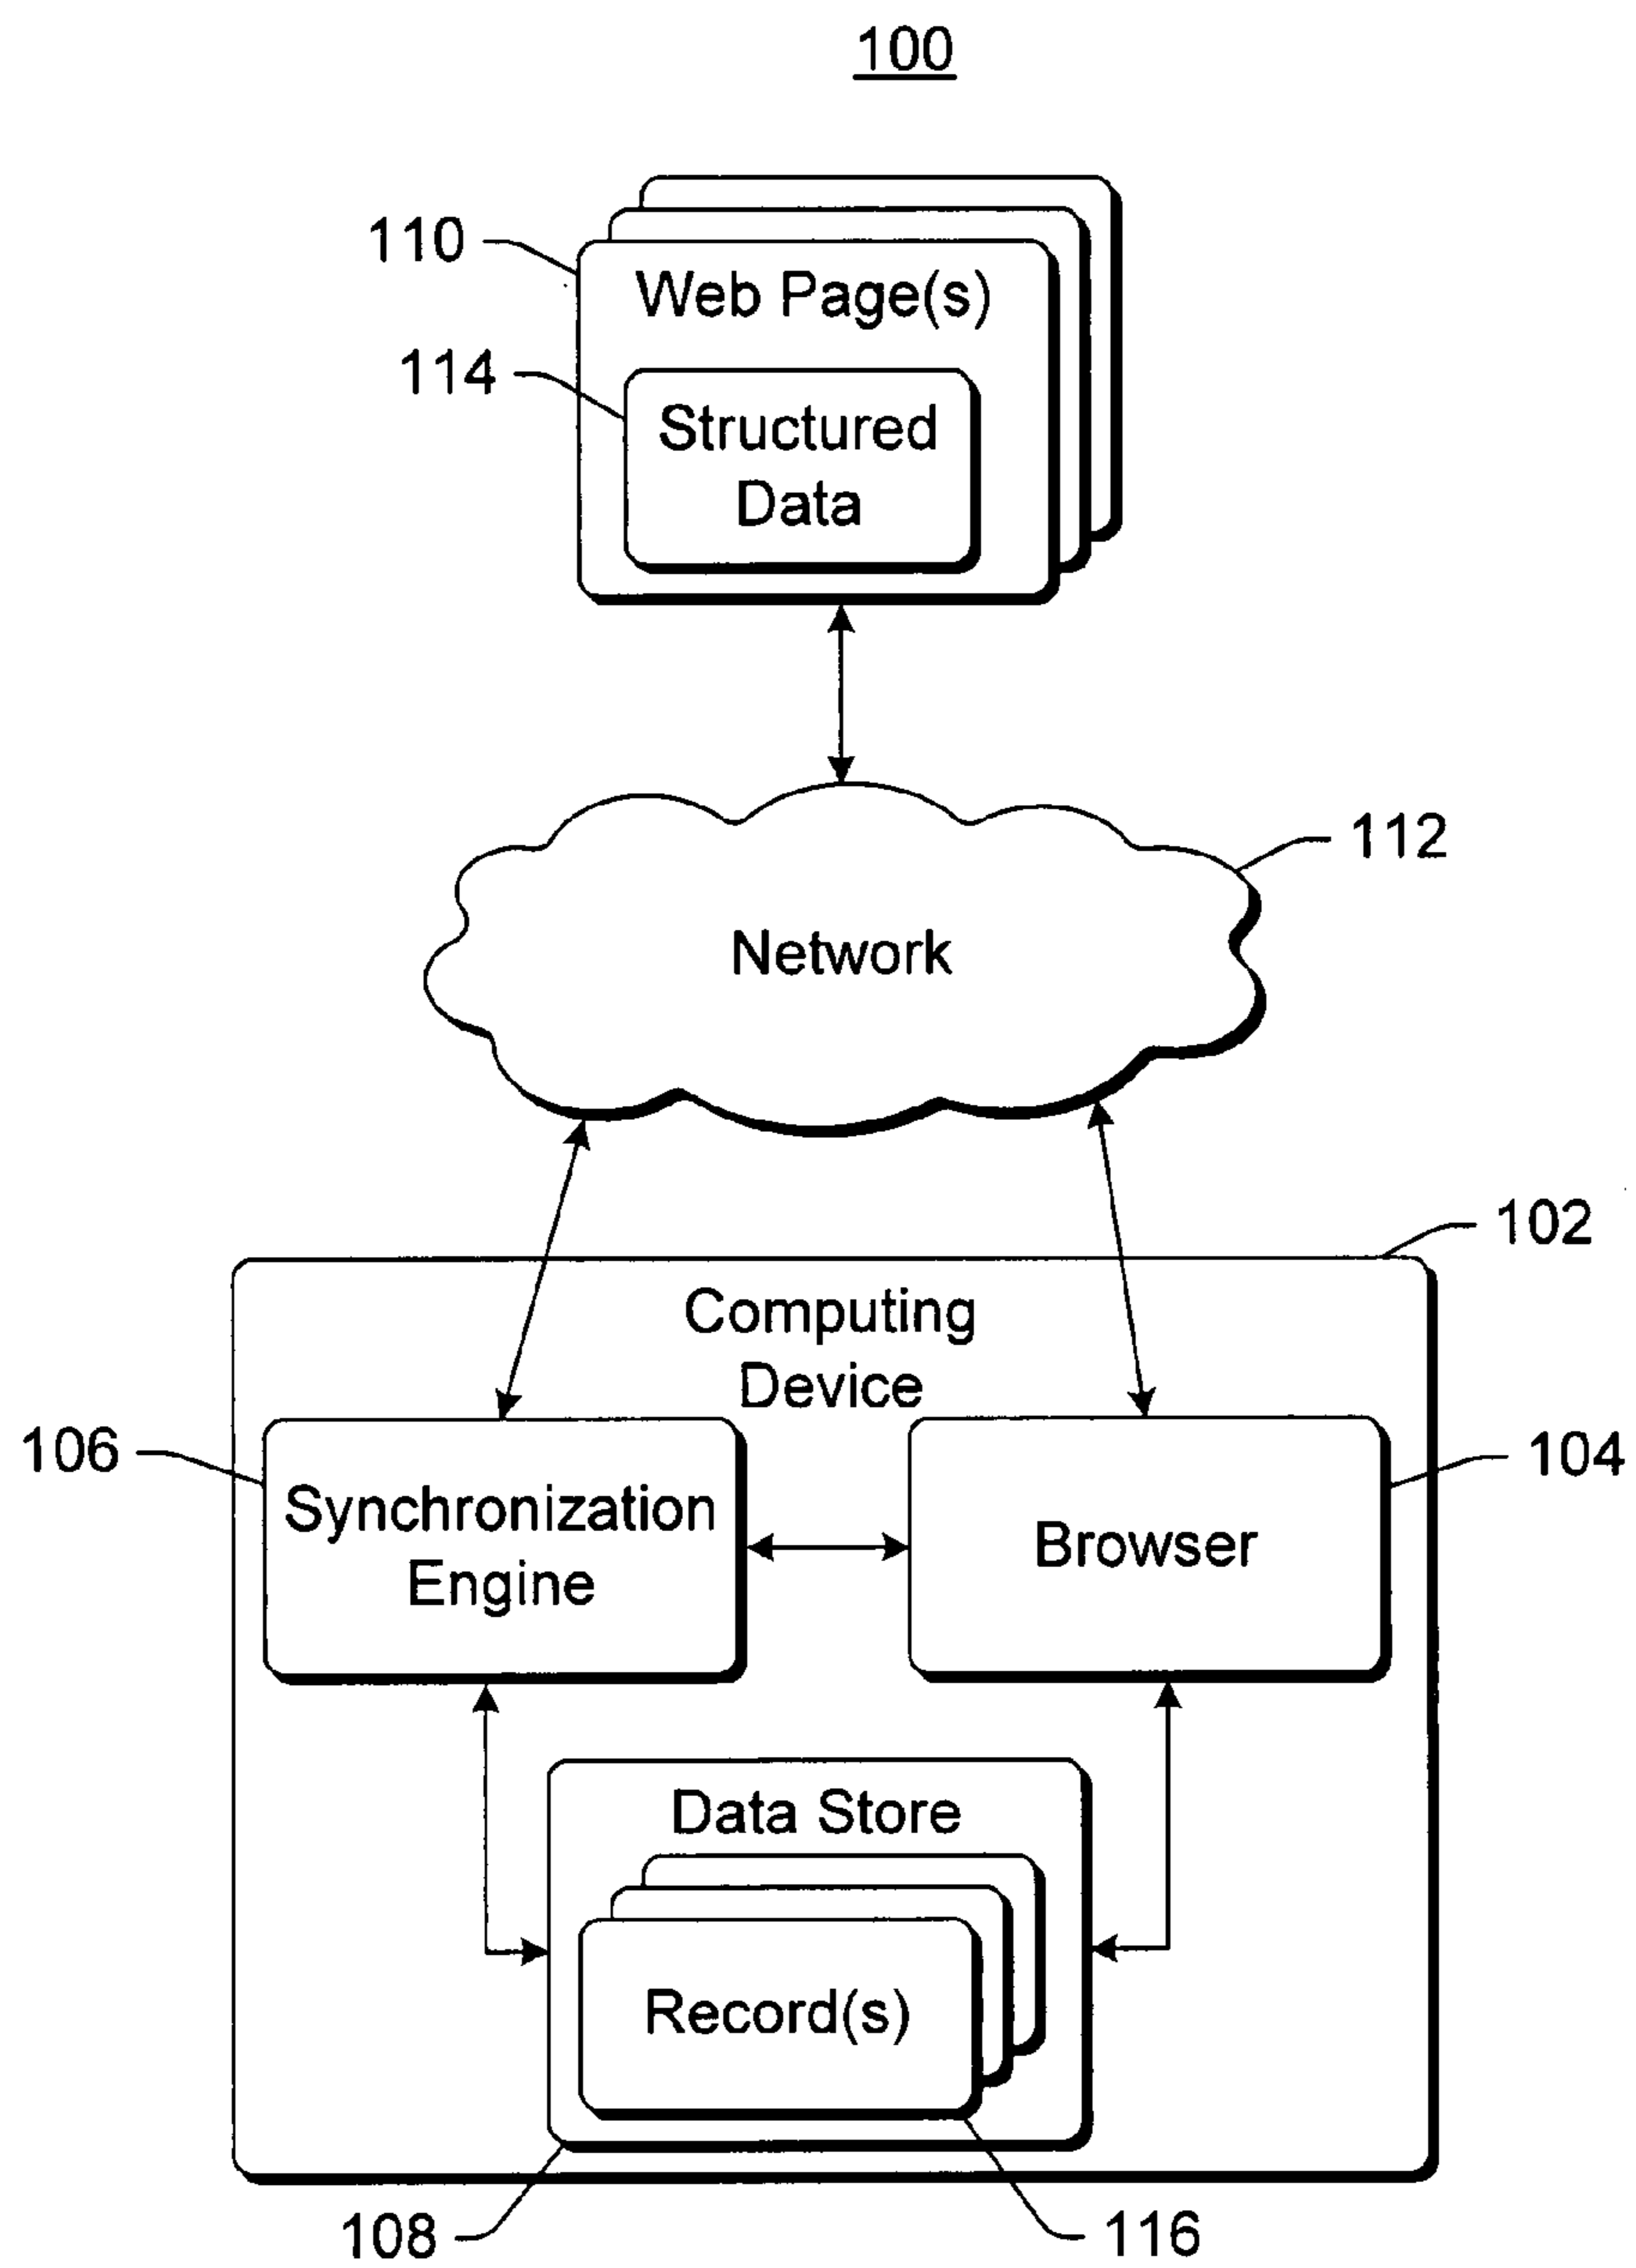 100
110
Web Page(s)
114
Structured
Data
112
Network
102
Computing
Device
106
104
Synchronization
Engine
Browser
Data Store
Record(s)
108
116